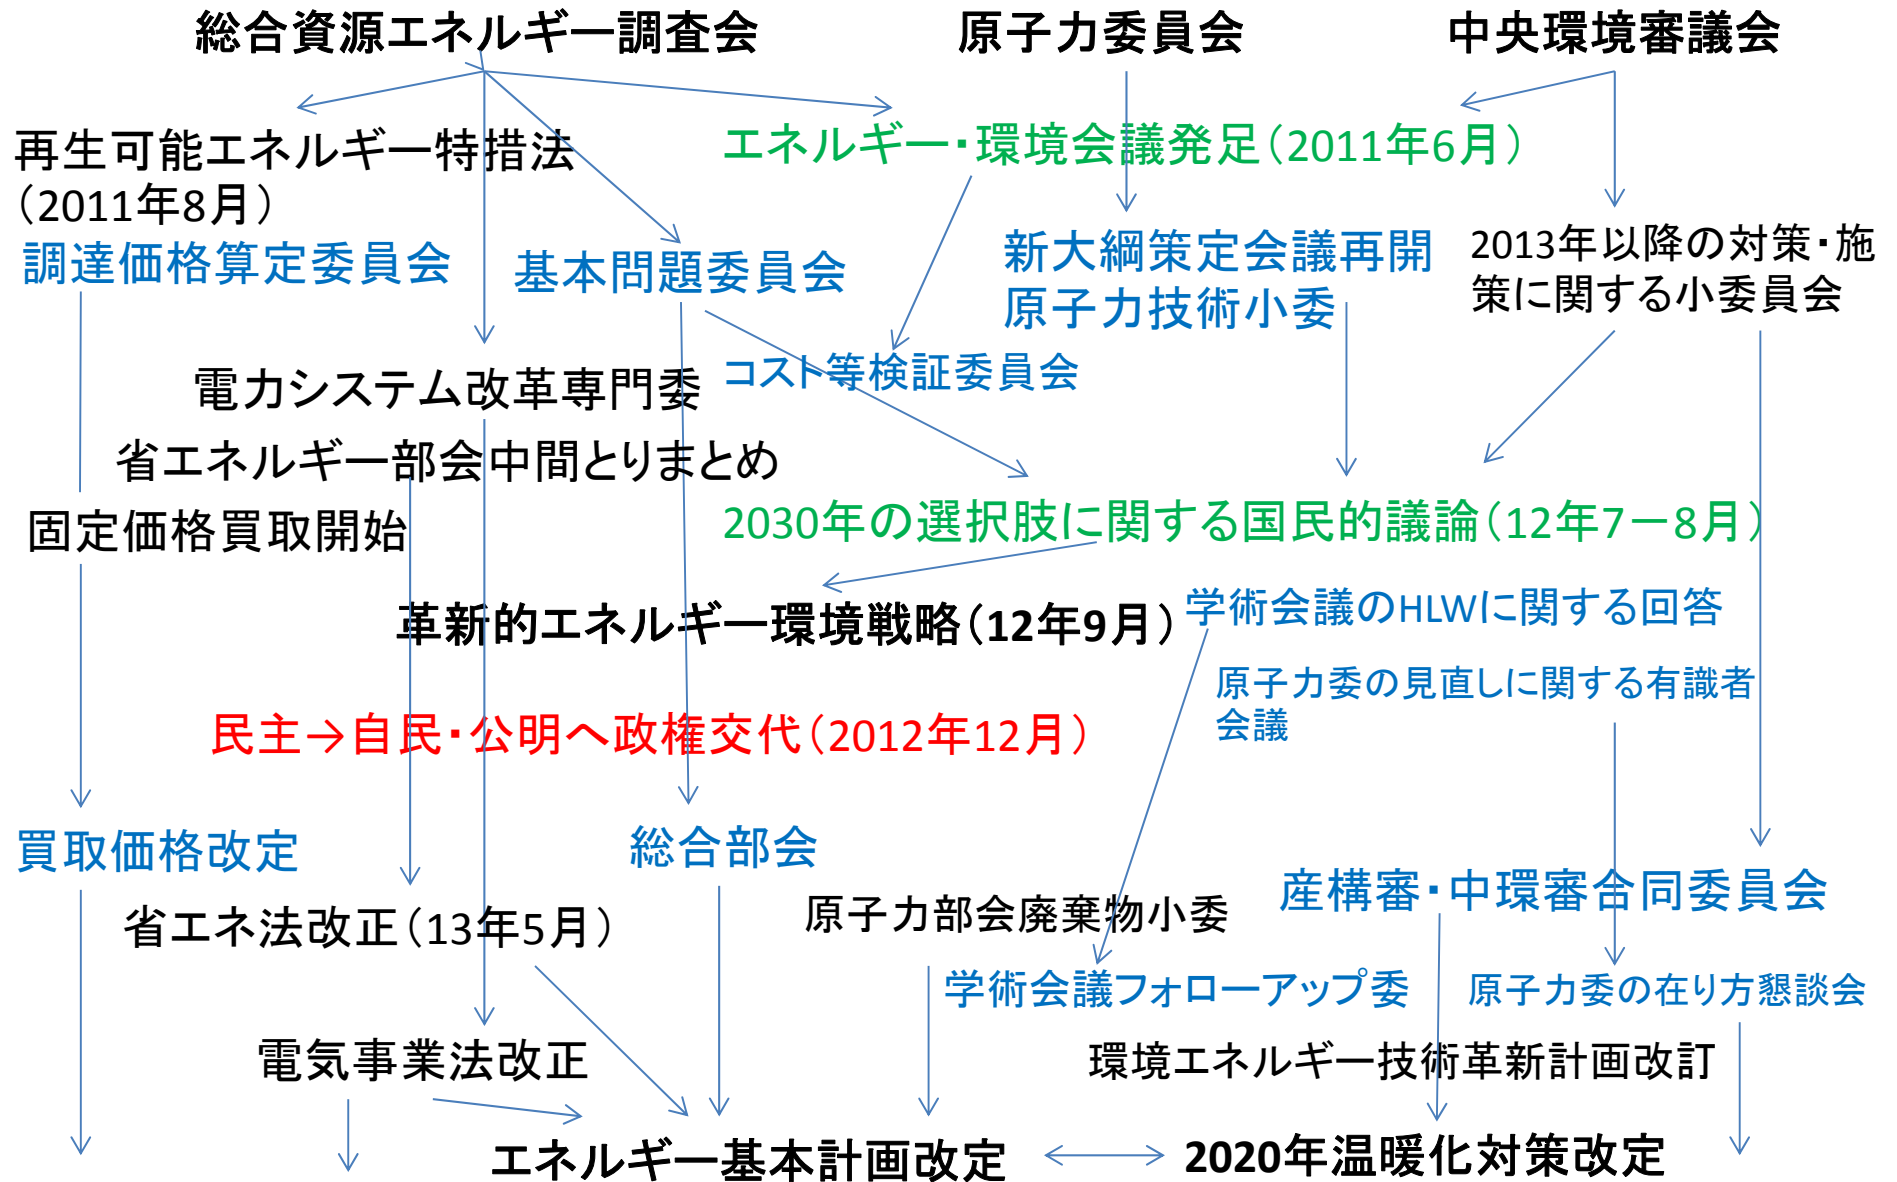 総合資源エネルギー調査会
原子力委員会
中央環境審議会
再生可能エネルギー特措法
（2011年8月）
エネルギー・環境会議発足（2011年6月）
調達価格算定委員会
基本問題委員会
新大綱策定会議再開
原子力技術小委
2013年以降の対策・施
策に関する小委員会
コスト等検証委員会
電力システム改革専門委
省エネルギー部会中間とりまとめ
固定価格買取開始
2030年の選択肢に関する国民的議論（12年7－8月）
革新的エネルギー環境戦略（12年9月）
学術会議のHLWに関する回答
原子力委の見直しに関する有識者
会議
民主→自民・公明へ政権交代（2012年12月）
買取価格改定
総合部会
産構審・中環審合同委員会
省エネ法改正（13年5月）
原子力部会廃棄物小委
学術会議フォローアップ委
原子力委の在り方懇談会
電気事業法改正
環境エネルギー技術革新計画改訂
エネルギー基本計画改定
2020年温暖化対策改定